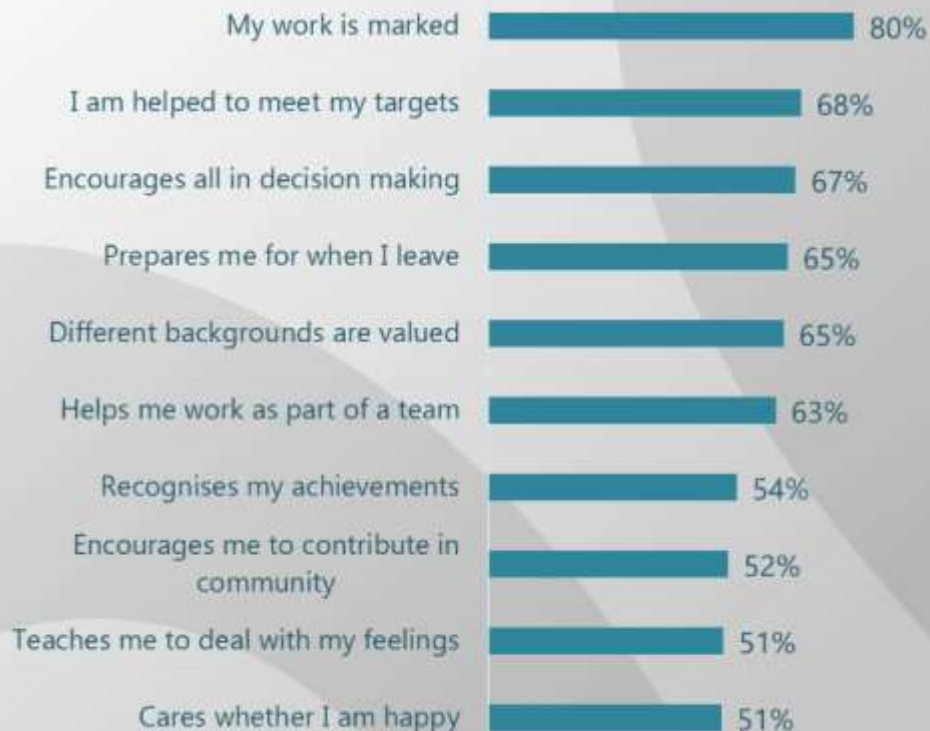 My work is marked 80%
I am helped to meet my targets 68%
Encourages all in decision making 67%
Prepares me for when I leave 65%
Different backgrounds are valued 65%
Helps me work as part of a team 63%
Recognises my achievements 54%
Encourages me to contribute in
community 52%
Teaches me to deal with my feelings 51%
Cares whether I am happy 51%